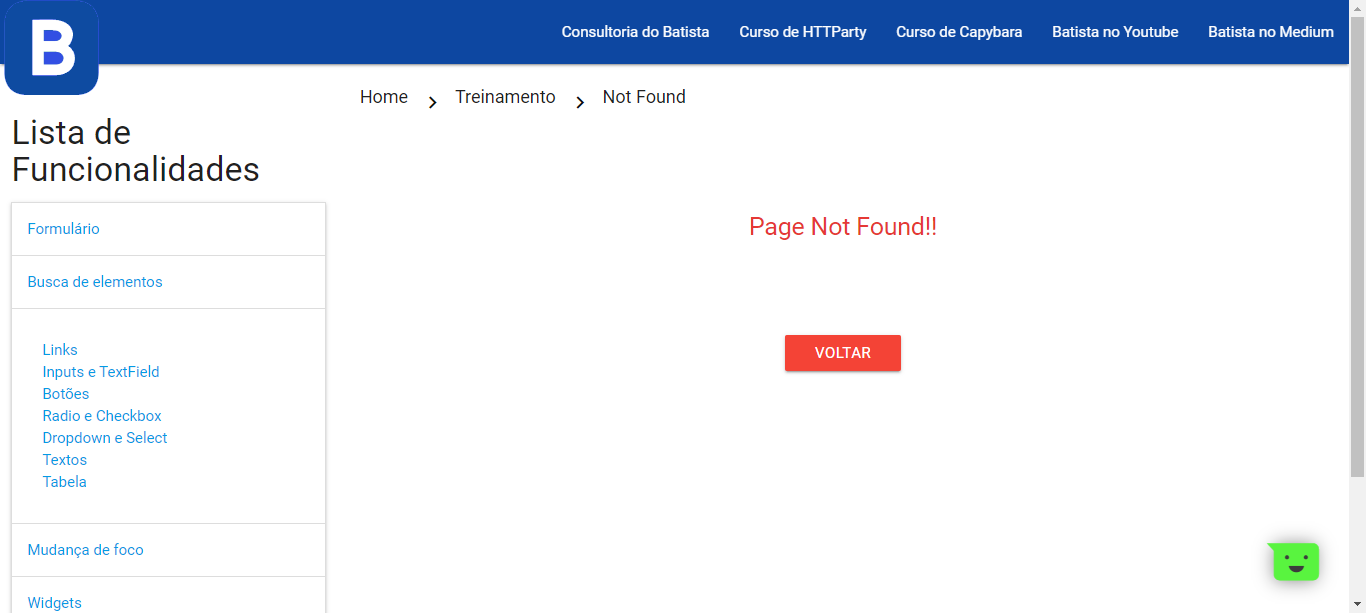 B
Consultoria do Batista
Curso de HTTParty
Curso de Capybara
Batista no Youtube
Batista no Medium
Home
Treinamento
Not Found
Lista de
Funcionalidades
Formulário
Busca de elementos
Links
Inputs e TextField
Botões
Radio e Checkbox
Dropdown e Select
Textos
Tabela
Mudança de foco
Widgets
Page Not Found!!
VOLTAR